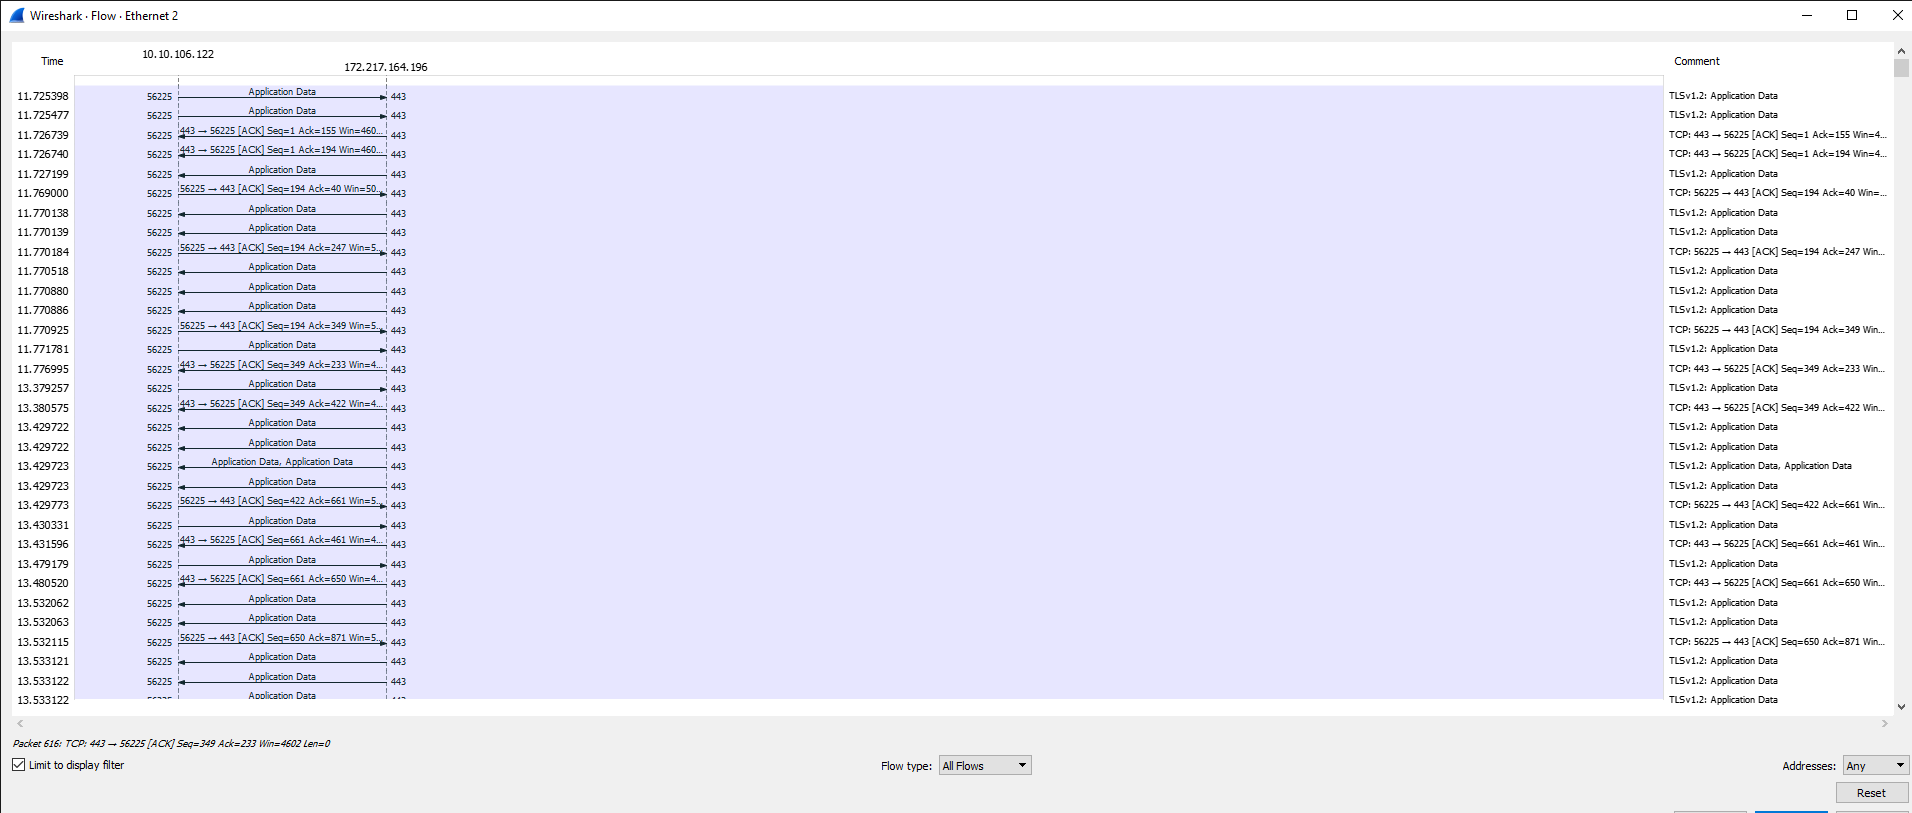 Wireshark · Flow · Ethernet 2
Time 10.10.106.122 172.217.164.196 Comment
11.725398 56225 Application Data 443 TLSv1.2: Application Data
11.725477 56225 Application Data 443 TLSv1.2: Application Data
11.726739 56225 443 → 56225 [ACK] Seq=1 Ack=155 Win=460... 443 TCP: 443 → 56225 [ACK] Seq=1 Ack=155 Win=4...
11.726740 56225 443 → 56225 [ACK] Seq=1 Ack=194 Win=460... 443 TCP: 443 → 56225 [ACK] Seq=1 Ack=194 Win=4...
11.727199 56225 Application Data 443 TLSv1.2: Application Data
11.769000 56225 56225 → 443 [ACK] Seq=194 Ack=40 Win=50... 443 TCP: 56225 → 443 [ACK] Seq=194 Ack=40 Win=...
11.770138 56225 Application Data 443 TLSv1.2: Application Data
11.770139 56225 Application Data 443 TLSv1.2: Application Data
11.770184 56225 56225 → 443 [ACK] Seq=194 Ack=247 Win=5... 443 TCP: 56225 → 443 [ACK] Seq=194 Ack=247 Win...
11.770518 56225 Application Data 443 TLSv1.2: Application Data
11.770880 56225 Application Data 443 TLSv1.2: Application Data
11.770886 56225 Application Data 443 TLSv1.2: Application Data
11.770925 56225 56225 → 443 [ACK] Seq=194 Ack=349 Win=5... 443 TCP: 56225 → 443 [ACK] Seq=194 Ack=349 Win...
11.771781 56225 Application Data 443 TLSv1.2: Application Data
11.776995 56225 443 → 56225 [ACK] Seq=349 Ack=233 Win=4... 443 TCP: 443 → 56225 [ACK] Seq=349 Ack=233 Win...
13.379257 56225 Application Data 443 TLSv1.2: Application Data
13.380575 56225 443 → 56225 [ACK] Seq=349 Ack=422 Win=4... 443 TCP: 443 → 56225 [ACK] Seq=349 Ack=422 Win...
13.429722 56225 Application Data 443 TLSv1.2: Application Data
13.429722 56225 Application Data 443 TLSv1.2: Application Data
13.429723 56225 Application Data, Application Data 443 TLSv1.2: Application Data, Application Data
13.429723 56225 Application Data 443 TLSv1.2: Application Data
13.429773 56225 56225 → 443 [ACK] Seq=422 Ack=661 Win=5... 443 TCP: 56225 → 443 [ACK] Seq=422 Ack=661 Win...
13.430331 56225 Application Data 443 TLSv1.2: Application Data
13.431596 56225 443 → 56225 [ACK] Seq=661 Ack=461 Win=4... 443 TCP: 443 → 56225 [ACK] Seq=661 Ack=461 Win...
13.479179 56225 Application Data 443 TLSv1.2: Application Data
13.480520 56225 443 → 56225 [ACK] Seq=661 Ack=650 Win=4... 443 TCP: 443 → 56225 [ACK] Seq=661 Ack=650 Win...
13.532062 56225 Application Data 443 TLSv1.2: Application Data
13.532063 56225 Application Data 443 TLSv1.2: Application Data
13.532115 56225 56225 → 443 [ACK] Seq=650 Ack=871 Win=5... 443 TCP: 56225 → 443 [ACK] Seq=650 Ack=871 Win...
13.533121 56225 Application Data 443 TLSv1.2: Application Data
13.533122 56225 Application Data 443 TLSv1.2: Application Data
13.533122 Application Data TLSv1.2: Application Data
Packet 616: TCP: 443 → 56225 [ACK] Seq=349 Ack=233 Win=4602 Len=0
Limit to display filter Flow type: All Flows Addresses: Any
Reset